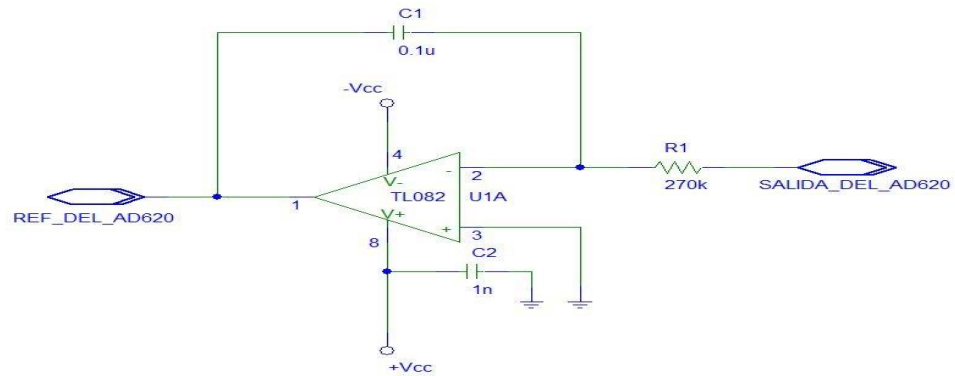 C1
0.1u
-Vcc
4
R1
V-
2
-
270k
SALIDA_DEL_AD620
REF_DEL_AD620
1
TL082
U1A
V+
+
3
8
C2
1n
+Vcc